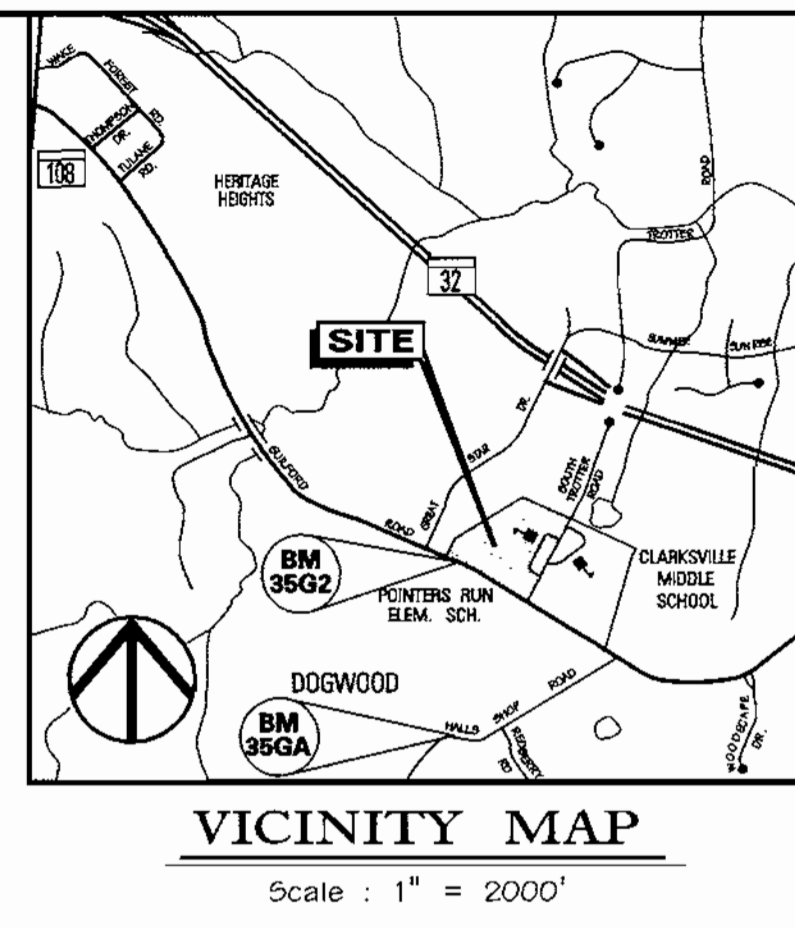 WAKE
FOREST
RD.
THOMPSON
DR.
TULANE
RD.
108
HERITAGE
HEIGHTS
ROAD
TROTTER
32
SITE
SUMMER
SUN RISE
DR.
STAR
GREAT
SOUTH
TROTTER
ROAD
GUILFORD
ROAD
BM
35G2
POINTERS RUN
ELEM. SCH.
CLARKSVILLE
MIDDLE
SCHOOL
DOGWOOD
BM
35GA
HALLS SHOP ROAD
REDBERRY
RD
WOODSCAPE
DR.
VICINITY MAP
Scale : 1" = 2000'